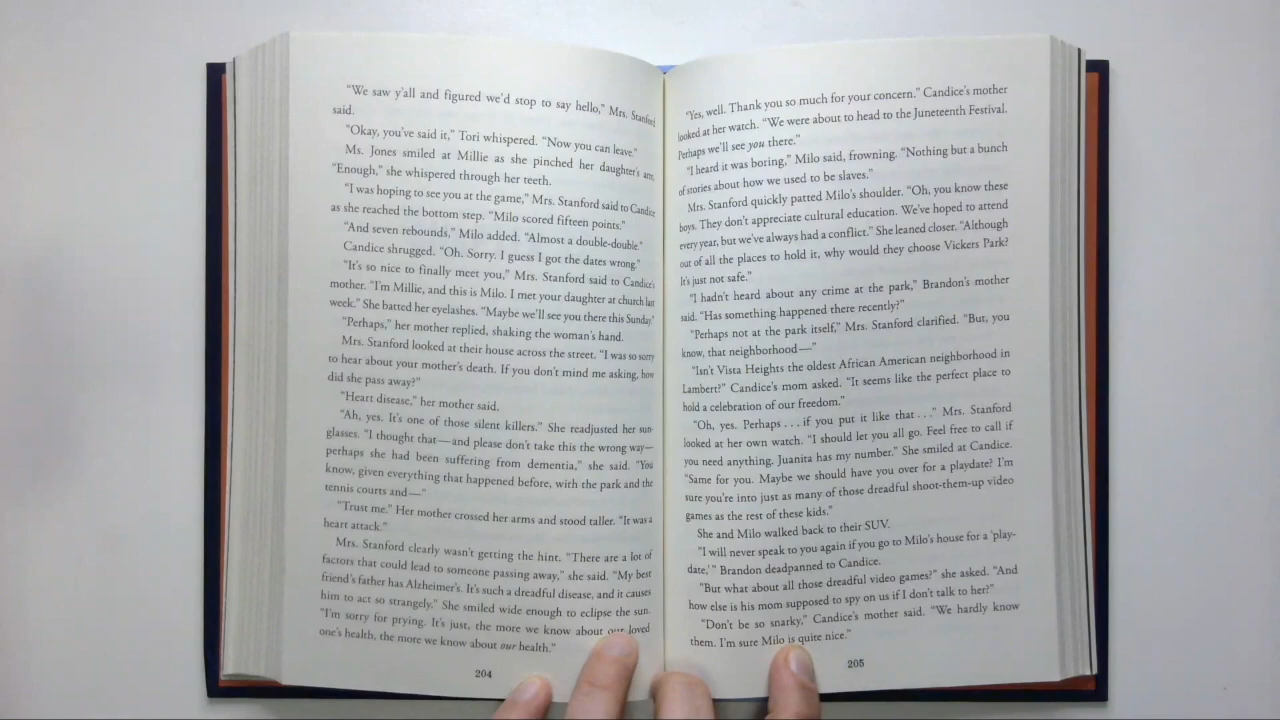 "We saw y'all and figured we'd stop to say hello," Mrs. Stanford
said.
"Okay, you've said it," Tori whispered. "Now you can leave."
Ms. Jones smiled at Millie as she pinched her daughter's arm.
"Enough," she whispered through her teeth.
"I was hoping to see you at the game," Mrs. Stanford said to Candice
as she reached the bottom step. "Milo scored fifteen points."
"And seven rebounds," Milo added. "Almost a double-double."
Candice shrugged. "Oh. Sorry. I guess I got the dates wrong."
"It's so nice to finally meet you," Mrs. Stanford said to Candice's
mother. "I'm Millie, and this is Milo. I met your daughter at church last
week." She batted her eyelashes. "Maybe we'll see you there this Sunday."
"Perhaps," her mother replied, shaking the woman's hand.
Mrs. Stanford looked at their house across the street. "I was so sorry
to hear about your mother's death. If you don't mind me asking, how
did she pass away?"
"Heart disease," her mother said.
"Ah, yes. It's one of those silent killers." She readjusted her sun-
glasses. "I thought that—and please don't take this the wrong way—
perhaps she had been suffering from dementia," she said. "You
know, given everything that happened before, with the park and the
tennis courts and—"
"Trust me." Her mother crossed her arms and stood taller. "It was a
heart attack."
Mrs. Stanford clearly wasn't getting the hint. "There are a lot of
factors that could lead to someone passing away," she said. "My best
friend's father has Alzheimer's. It's such a dreadful disease, and it causes
him to act so strangely." She smiled wide enough to eclipse the sun.
"I'm sorry for prying. It's just, the more we know about our loved
one's health, the more we know about our health."
204
"Yes, well. Thank you so much for your concern." Candice's mother
looked at her watch. "We were about to head to the Juneteenth Festival.
Perhaps we'll see you there."
"I heard it was boring," Milo said, frowning. "Nothing but a bunch
of stories about how we used to be slaves."
Mrs. Stanford quickly patted Milo's shoulder. "Oh, you know these
boys. They don't appreciate cultural education. We've hoped to attend
every year, but we've always had a conflict." She leaned closer. "Although
out of all the places to hold it, why would they choose Vickers Park?
It's just not safe."
"I hadn't heard about any crime at the park," Brandon's mother
said. "Has something happened there recently?"
"Perhaps not at the park itself," Mrs. Stanford clarified. "But, you
know, that neighborhood—"
"Isn't Vista Heights the oldest African American neighborhood in
Lambert?" Candice's mom asked. "It seems like the perfect place to
hold a celebration of our freedom."
"Oh, yes. Perhaps . . . if you put it like that . . ." Mrs. Stanford
looked at her own watch. "I should let you all go. Feel free to call if
you need anything. Juanita has my number." She smiled at Candice.
"Same for you. Maybe we should have you over for a playdate? I'm
sure you're into just as many of those dreadful shoot-them-up video
games as the rest of these kids."
She and Milo walked back to their SUV.
"I will never speak to you again if you go to Milo's house for a 'play-
date,'" Brandon deadpanned to Candice.
"But what about all those dreadful video games?" she asked. "And
how else is his mom supposed to spy on us if I don't talk to her?"
"Don't be so snarky," Candice's mother said. "We hardly know
them. I'm sure Milo is quite nice."
205